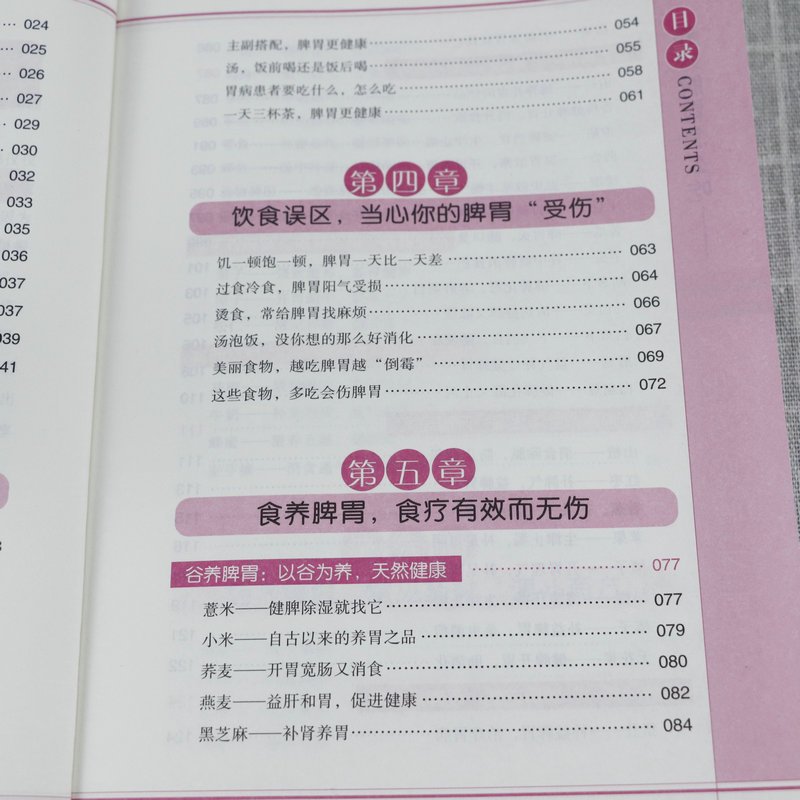 024
025
026
027
029
030
032
033
035
036
037
037
039
041
目录 CONTENTS
主副搭配，脾胃更健康 054
汤，饭前喝还是饭后喝 055
胃病患者要吃什么，怎么吃 058
一天三杯茶，脾胃更健康 061
第四章
饮食误区，当心你的脾胃“受伤”
饥一顿饱一顿，脾胃一天比一天差 063
过食冷食，脾胃阳气受损 064
烫食，常给脾胃找麻烦 066
汤泡饭，没你想的那么好消化 067
美丽食物，越吃脾胃越“倒霉” 069
这些食物，多吃会伤脾胃 072
第五章
食养脾胃，食疗有效而无伤
谷养脾胃：以谷为养，天然健康 077
薏米——健脾除湿就找它 077
小米——自古以来的养胃之品 079
荞麦——开胃宽肠又消食 080
燕麦——益肝和胃，促进健康 082
黑芝麻——补肾养胃 084